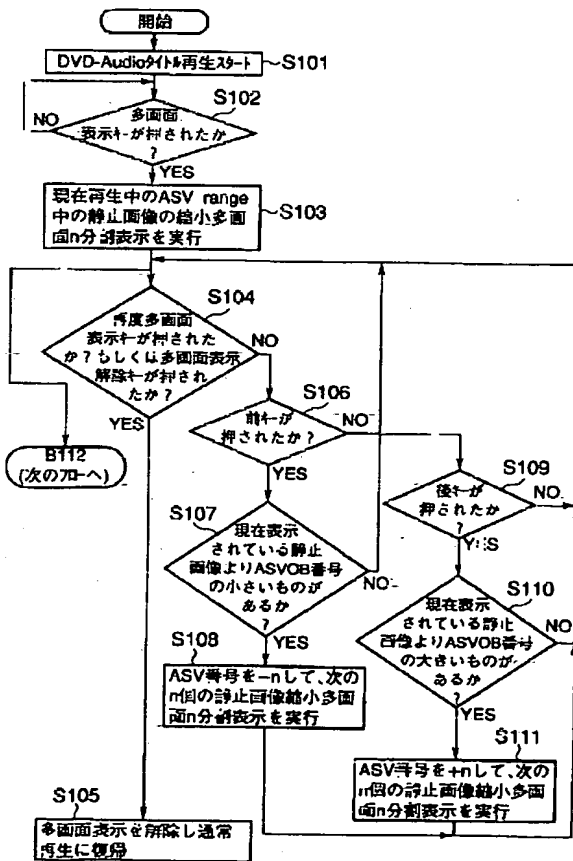 開始
DVD-Audioタイトル再生スタート
S101
S102
多画面
表示キーが押されたか
?
NO
YES
現在再生中のASV range
中の静止画像の縮小多画
面n分割表示を実行
S103
S104
再度多画面
表示キーが押された
か?もしくは多画面表示
解除キーが押され
たか?
NO
YES
B112
(次のフローへ)
S106
前キーが
押されたか?
NO
YES
S107
現在表示
されている静止
画像よりASVOB番号
の小さいものが
あるか
?
NO
YES
S108
ASV番号を-nして、次の
n個の静止画像縮小多画
面n分割表示を実行
S109
後キーが
押されたか
?
NO
YES
S110
現在表示
されている静止
画像よりASVOB番号
の大きいものが
あるか
?
NO
YES
S111
ASV番号を+nして、次の
n個の静止画像縮小多画
面n分割表示を実行
S105
多画面表示を解除し通常
再生に復帰